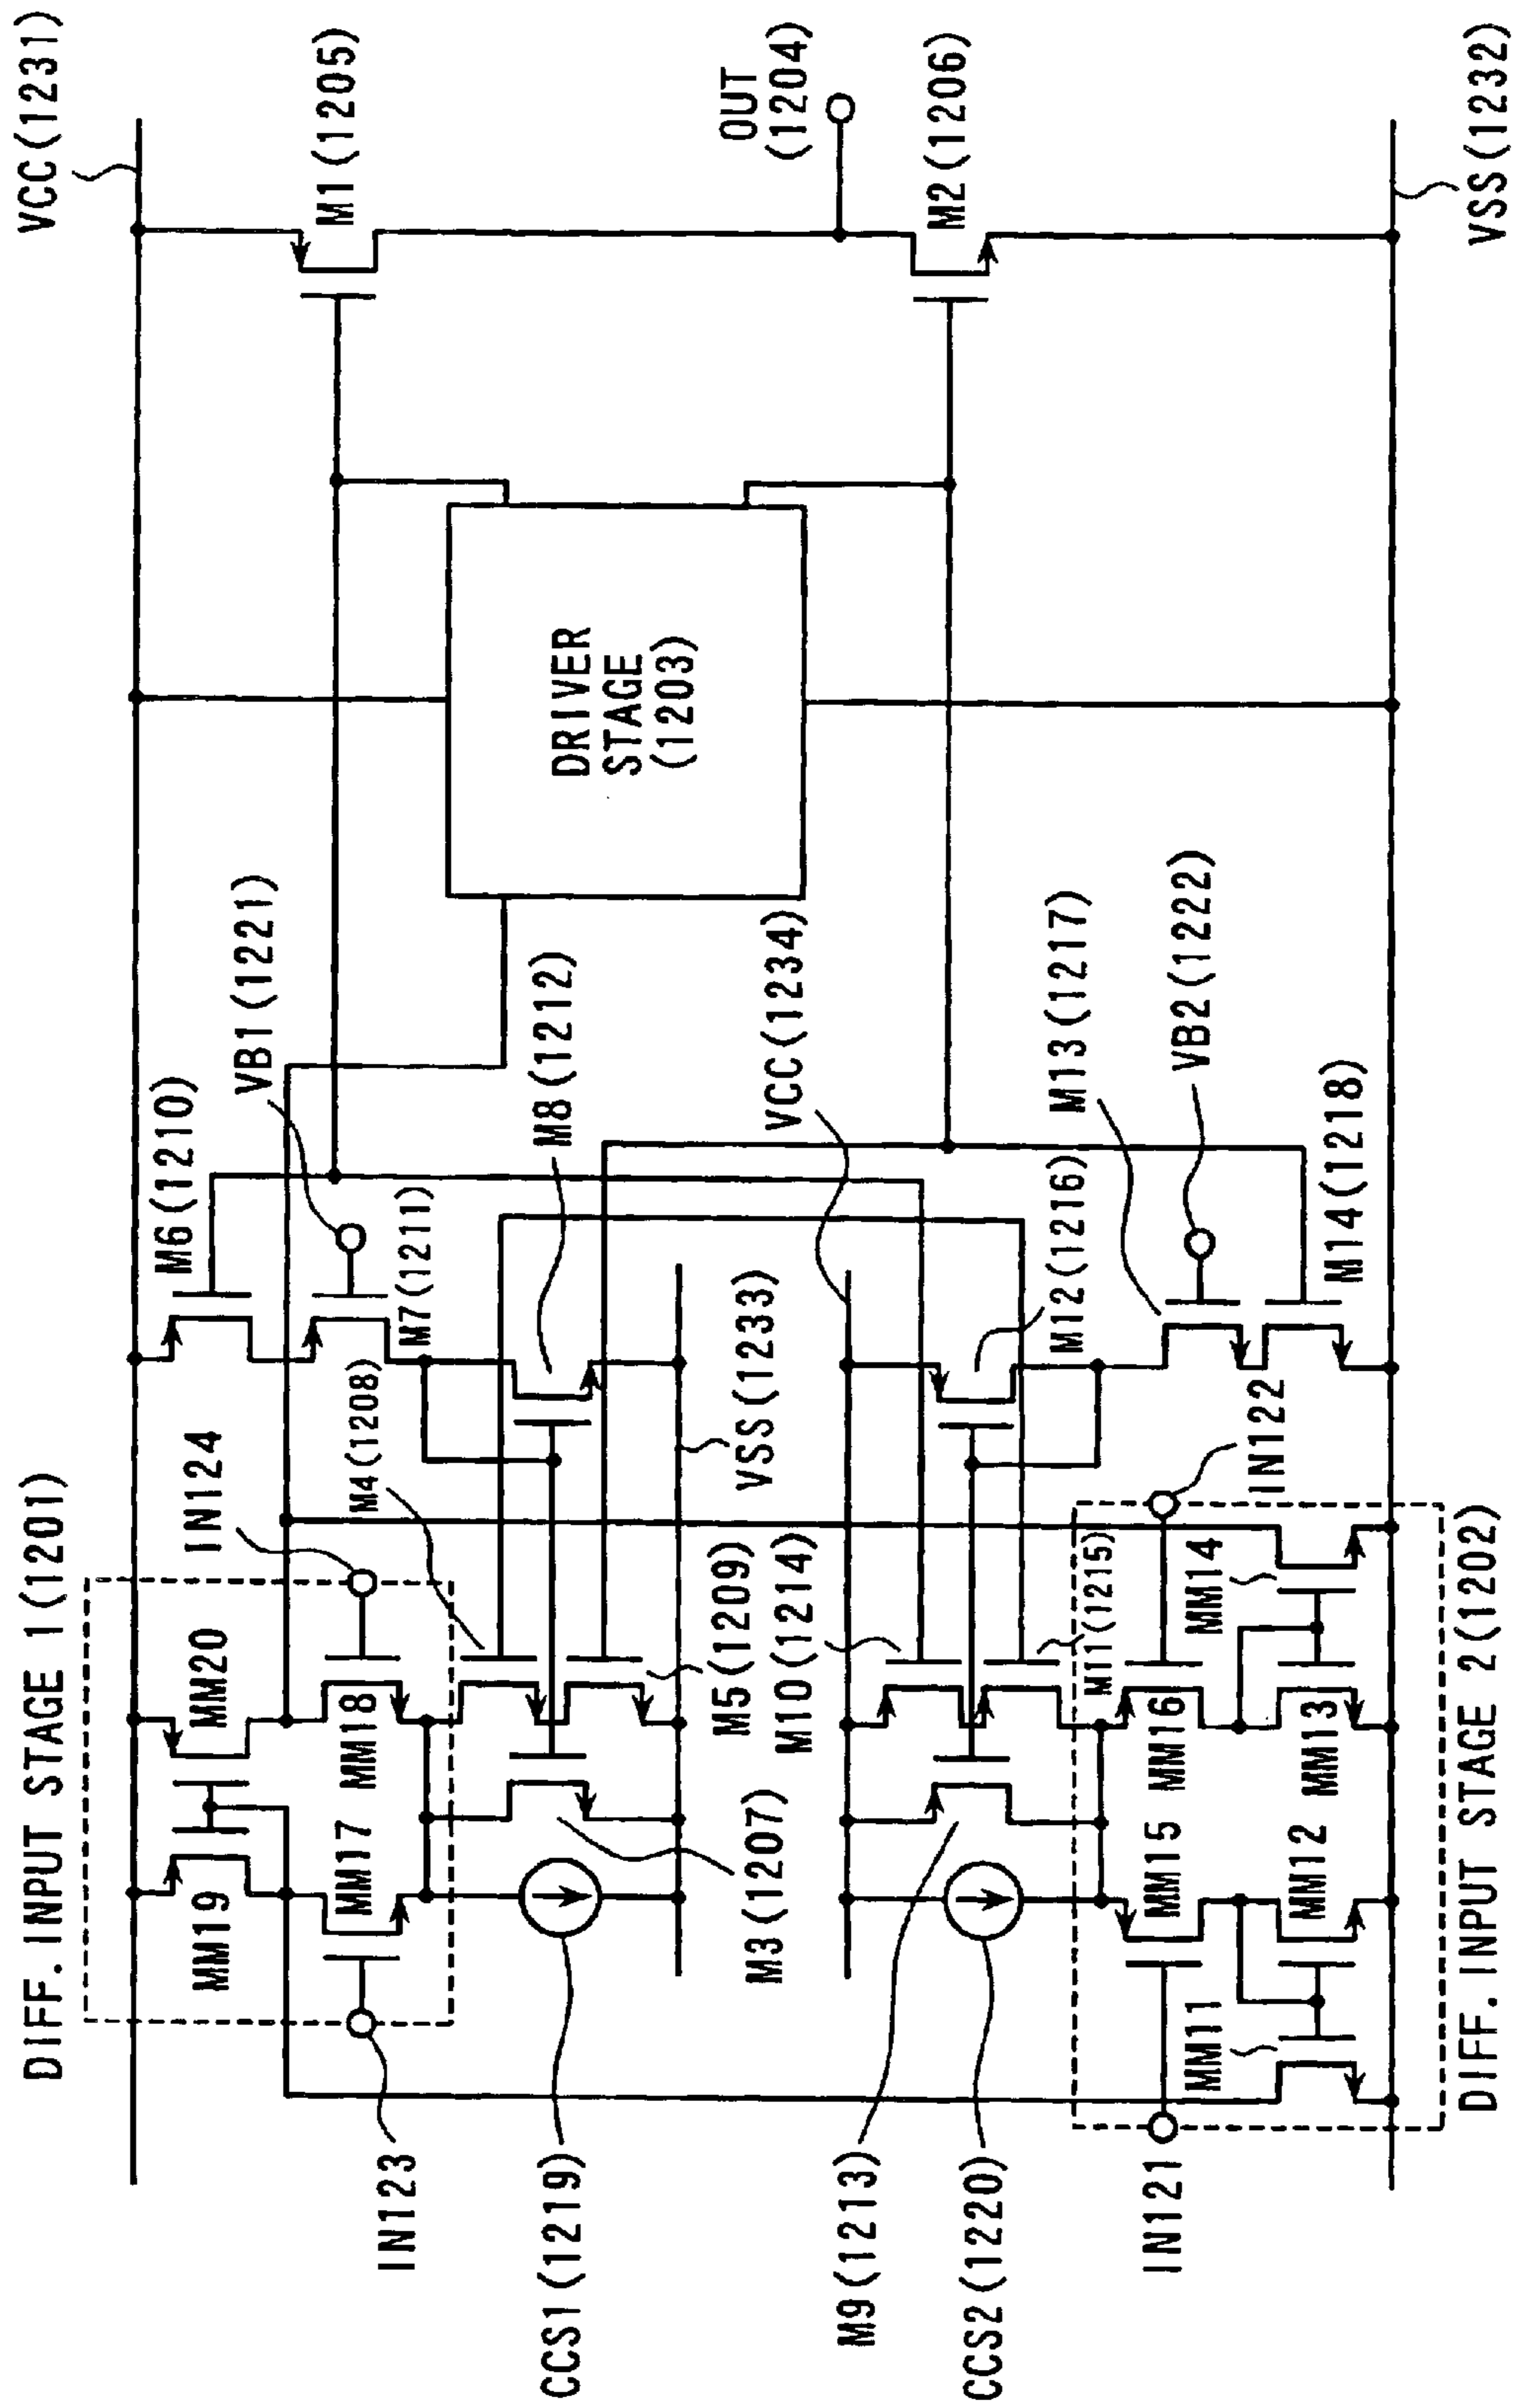 DIFF. INPUT STAGE 1(1201)
VCC(1231)
IN124
M6(1210)
VB1(1221)
MM20
MM19
M4(1208)
M7(1211)
M1(1205)
MM18
MM17
IN123
M8(1212)
DRIVER
STAGE
(1203)
CCS1(1219)
M5(1209)
VSS(1233)
M3(1207)
OUT
(1204)
M10(1214)
VCC(1234)
M9(1213)
M2(1206)
CCS2(1220)
M12(1216)
M13(1217)
M11(1215)
IN121
MM15
MM16
IN122
VB2(1222)
MM11
MM14
MM12
MM13
M14(1218)
DIFF. INPUT STAGE 2(1202)
VSS(1232)